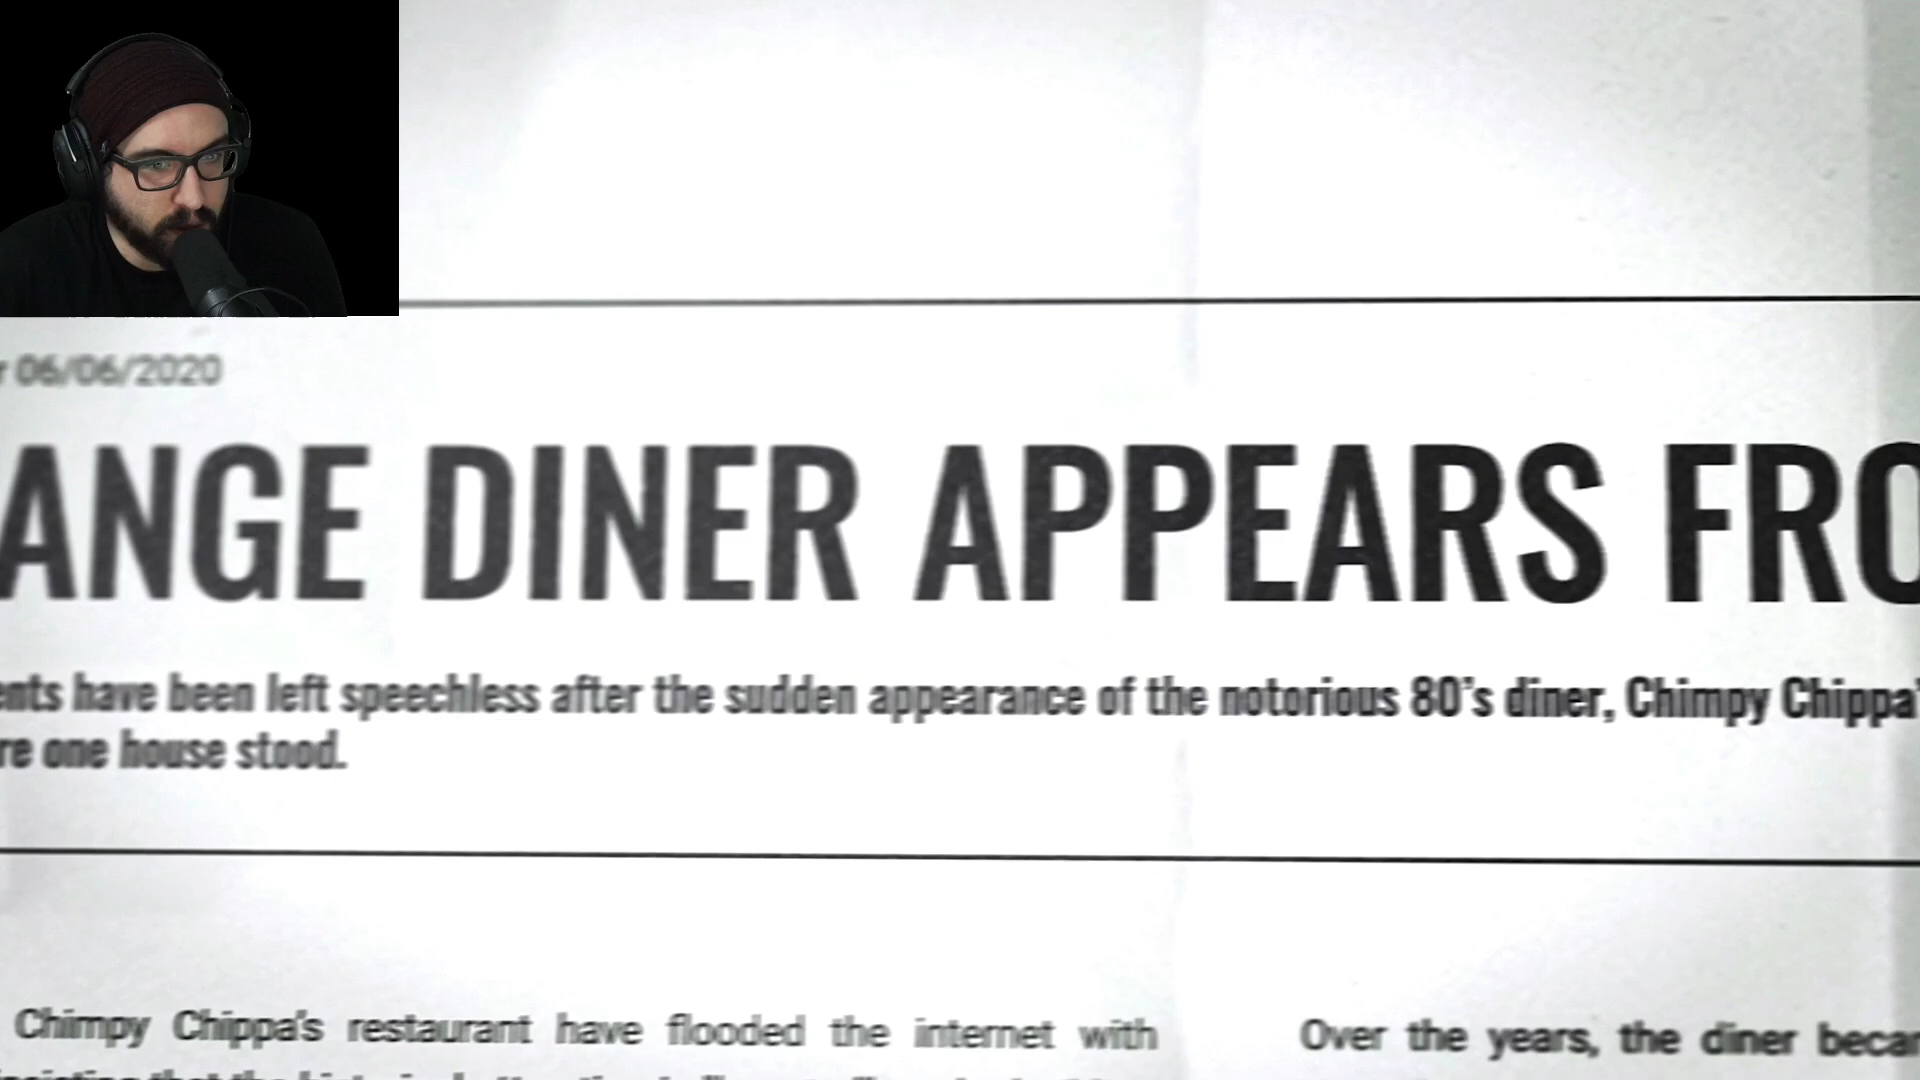 06/06/2020
ANGE DINER APPEARS FRO
ents have been left speechless after the sudden appearance of the notorious 80's diner, Chimpy Chippa'
re one house stood.
Chimpy Chippa's restaurant have flooded the internet with
Over the years, the diner becam